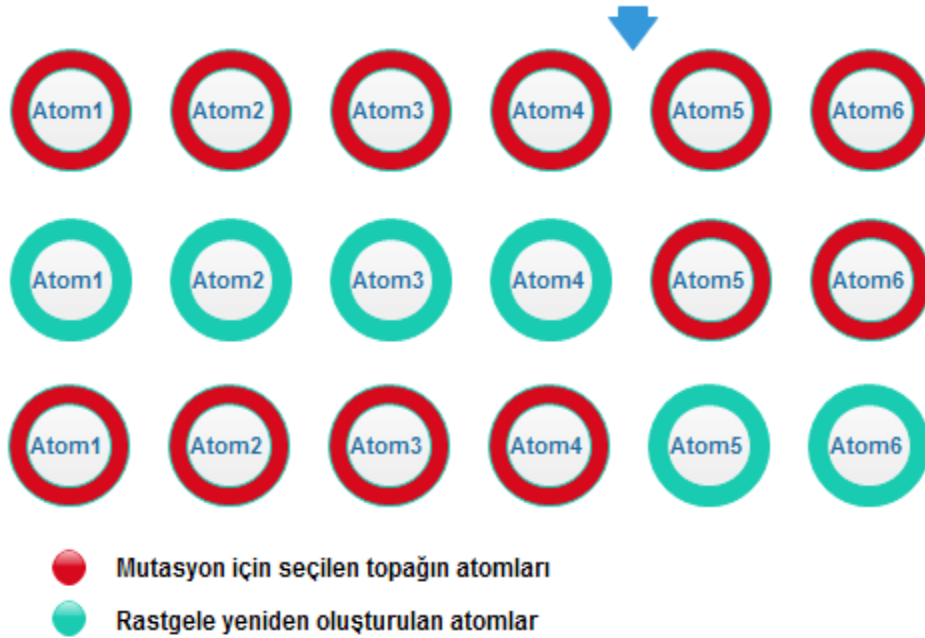 Atom1 Atom2 Atom3 Atom4 Atom5 Atom6
Atom1 Atom2 Atom3 Atom4 Atom5 Atom6
Atom1 Atom2 Atom3 Atom4 Atom5 Atom6
Mutasyon için seçilen topağın atomları
Rastgele yeniden oluşturulan atomlar